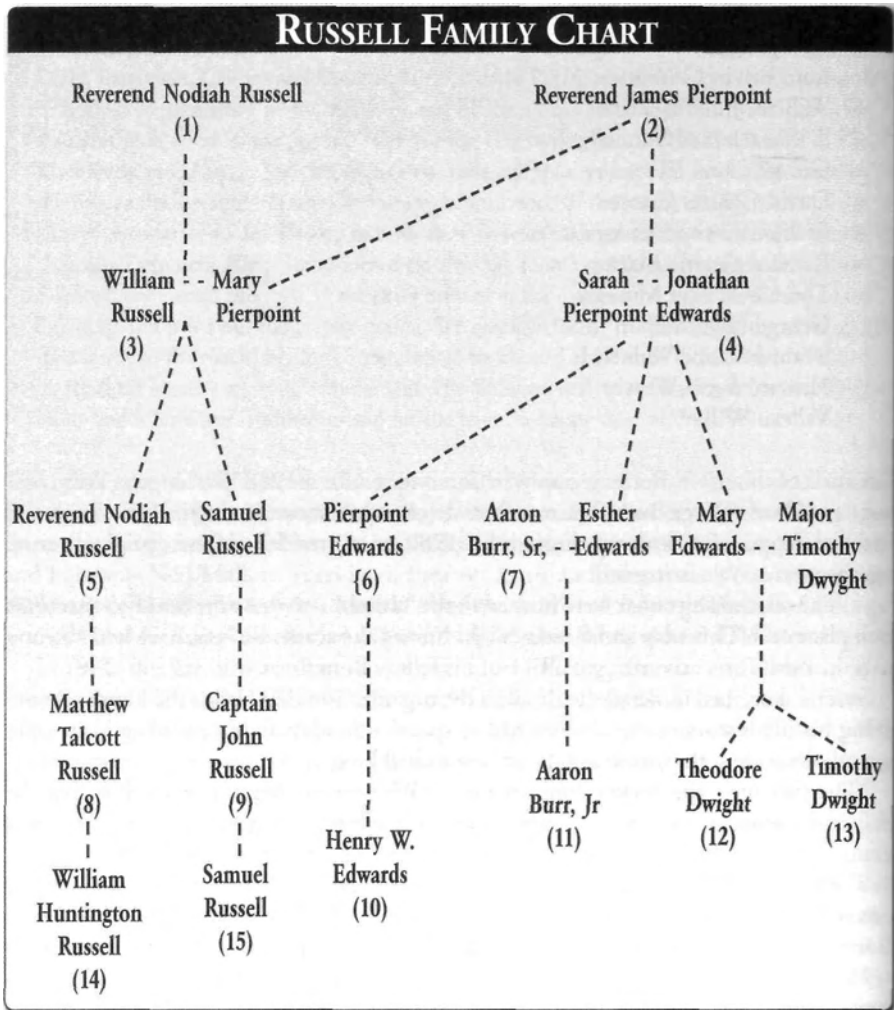 RUSSELL FAMILY CHART
Reverend Nodiah Russell
(1)
Reverend James Pierpoint
(2)
William
Russell
(3)
Mary
Pierpoint
Sarah
Pierpoint
Jonathan
Edwards
(4)
Reverend Nodiah
Russell
(5)
Samuel
Russell
Pierpoint
Edwards
(6)
Aaron
Burr, Sr,
(7)
Esther
Edwards
Mary
Edwards
Major
Timothy
Dwyght
Matthew
Talcott
Russell
(8)
Captain
John
Russell
(9)
Henry W.
Edwards
(10)
Aaron
Burr, Jr
(11)
Theodore
Dwight
(12)
Timothy
Dwight
(13)
William
Huntington
Russell
(14)
Samuel
Russell
(15)